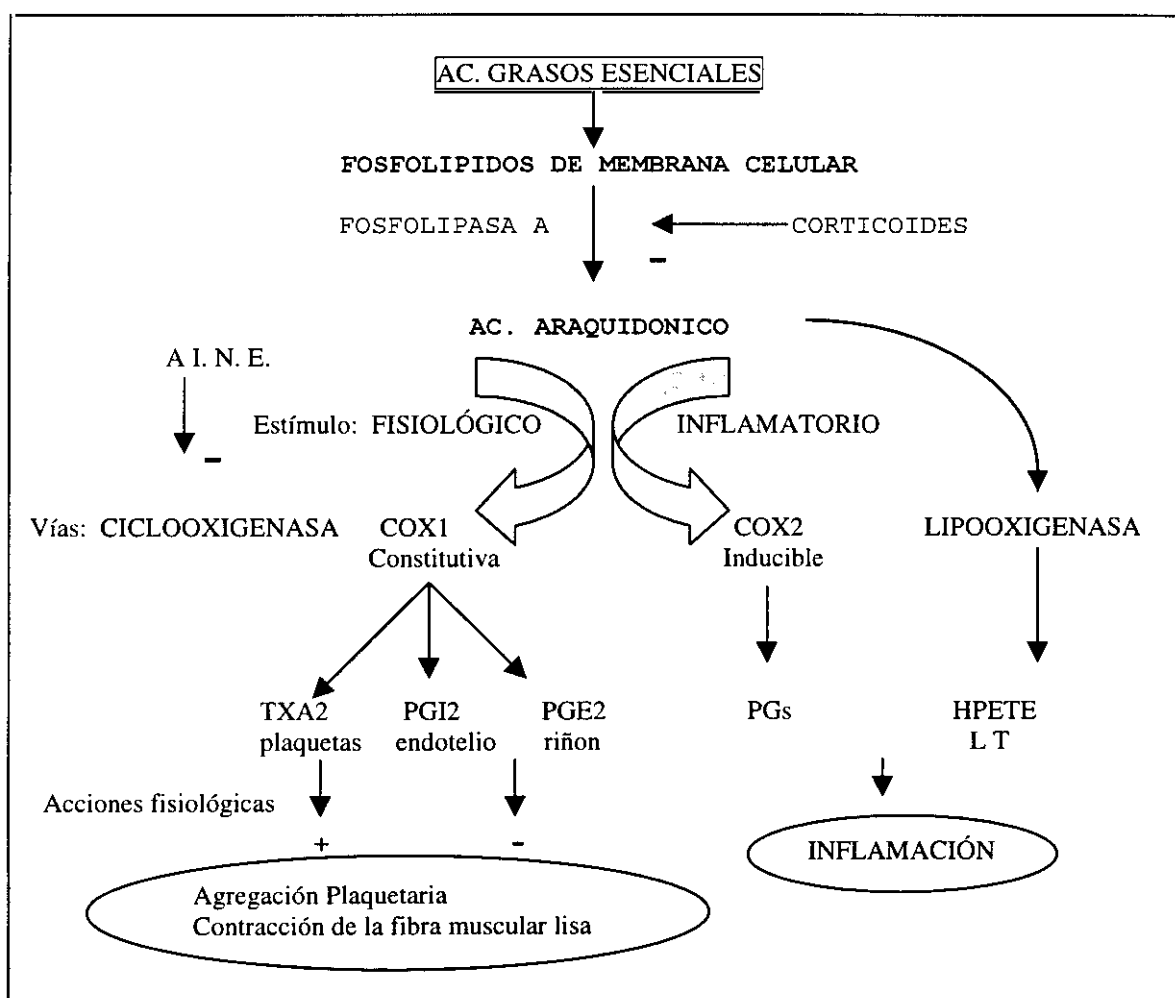 AC. GRASOS ESENCIALES
FOSFOLIPIDOS DE MEMBRANA CELULAR
FOSFOLIPASA A
CORTICOIDES
-
AC. ARAQUIDONICO
A I. N. E.
-
Estímulo: FISIOLÓGICO
INFLAMATORIO
Vías: CICLOOXIGENASA
COX1
Constitutiva
COX2
Inducible
LIPOOXIGENASA
TXA2
plaquetas
PGI2
endotelio
PGE2
riñon
PGs
HPETE
L T
Acciones fisiológicas
+
-
Agregación Plaquetaria
Contracción de la fibra muscular lisa
INFLAMACIÓN